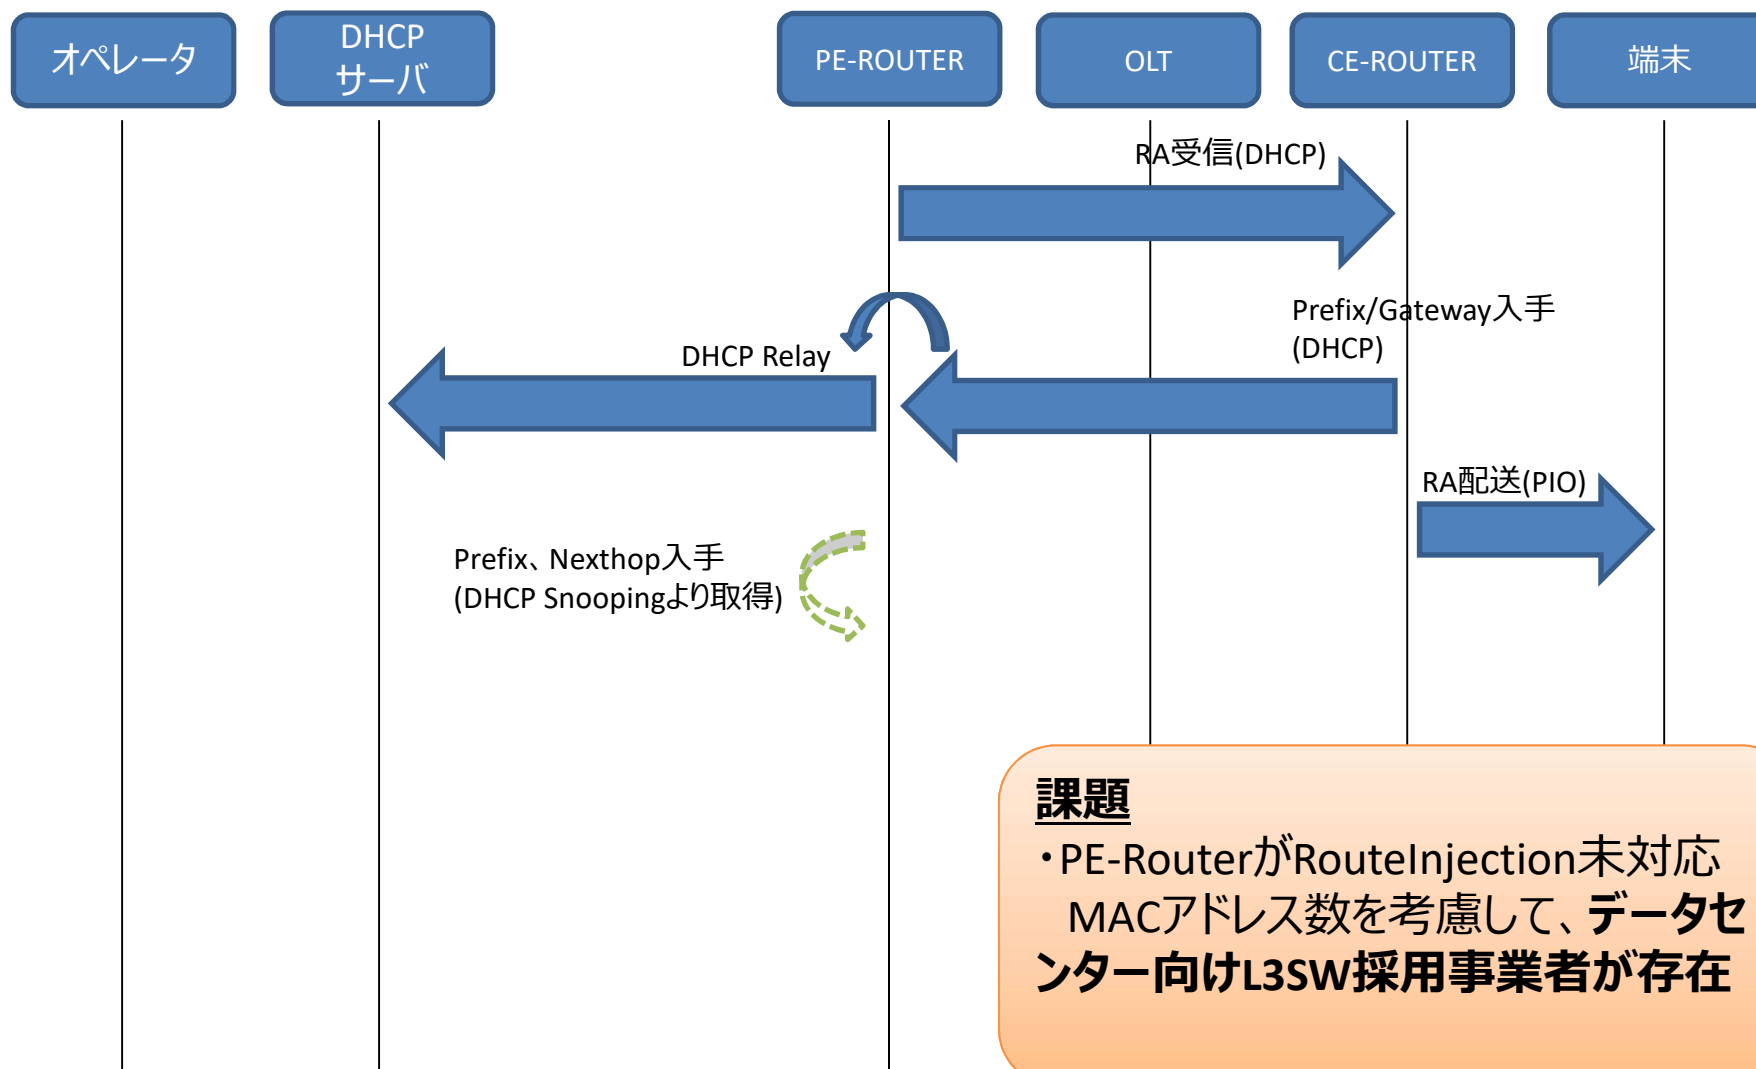 オペレータ
DHCP
サーバ
PE-ROUTER
OLT
CE-ROUTER
端末
RA受信(DHCP)
Prefix/Gateway入手
(DHCP)
DHCP Relay
RA配送(PIO)
Prefix、Nexthop入手
(DHCP Snoopingより取得)
課題
・PE-RouterがRouteInjection未対応
MACアドレス数を考慮して、データセ
ンター向けL3SW採用事業者が存在